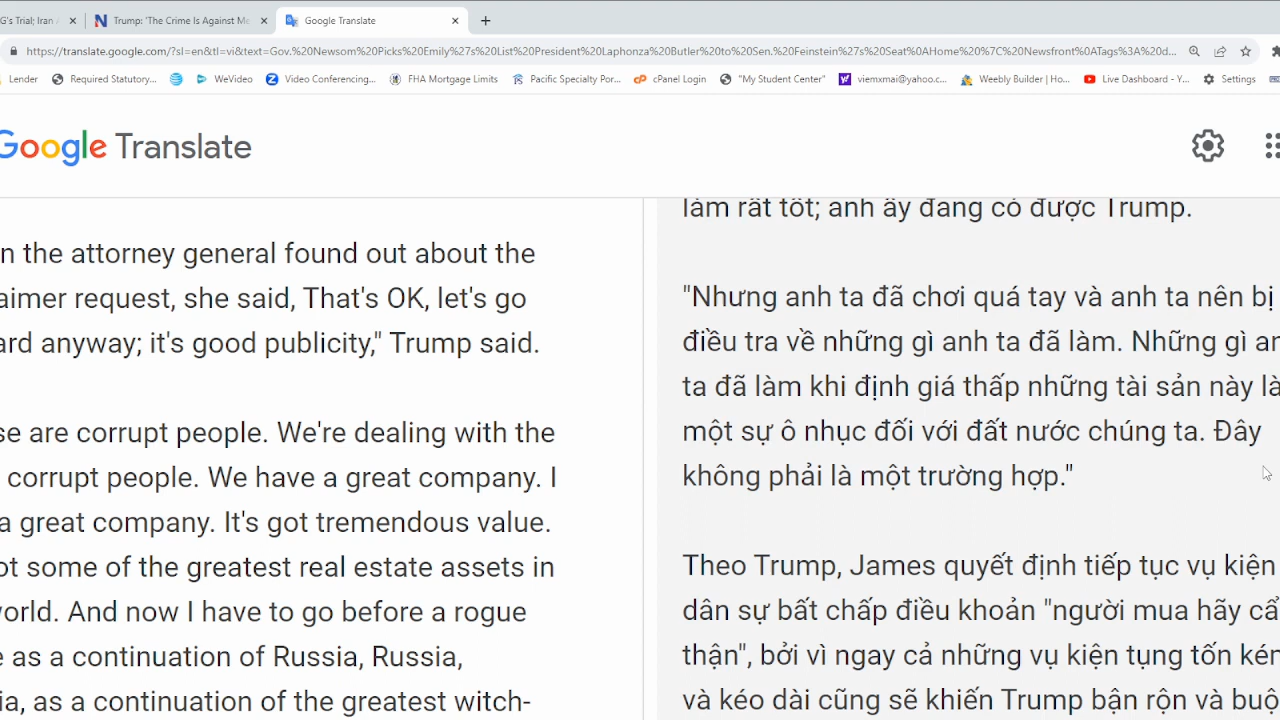 G's Trial; Iran
Trump: 'The Crime Is Against Me
Google Translate
https://translate.google.com/?sl=en&tl=vi&text=Gov.%20Newsom%20Picks%20Emily%27s%20List%20President%20Laphonza%20Butler%20to%20Sen.%20Feinstein%27s%20Seat%0AHome%20%7C%20Newsfront%0ATags%3A%20d...
Lender Required Statutory... WeVideo Video Conferencing... FHA Mortgage Limits Pacific Specialty Por... cPanel Login "My Student Center" viemxmai@yahoo.c... Weebly Builder | Ho... Live Dashboard - Y... Settings
Google Translate
n the attorney general found out about the
aimer request, she said, That's OK, let's go
ard anyway; it's good publicity," Trump said.
se are corrupt people. We're dealing with the
corrupt people. We have a great company. I
a great company. It's got tremendous value.
ot some of the greatest real estate assets in
vorld. And now I have to go before a rogue
e as a continuation of Russia, Russia,
ia, as a continuation of the greatest witch-
làm rất tốt; anh ấy đang có được Trump.
"Nhưng anh ta đã chơi quá tay và anh ta nên bị
điều tra về những gì anh ta đã làm. Những gì an
ta đã làm khi định giá thấp những tài sản này là
một sự ô nhục đối với đất nước chúng ta. Đây
không phải là một trường hợp."
Theo Trump, James quyết định tiếp tục vụ kiện
dân sự bất chấp điều khoản "người mua hãy cẩ
thận", bởi vì ngay cả những vụ kiện tụng tốn kém
và kéo dài cũng sẽ khiến Trump bận rộn và buộ